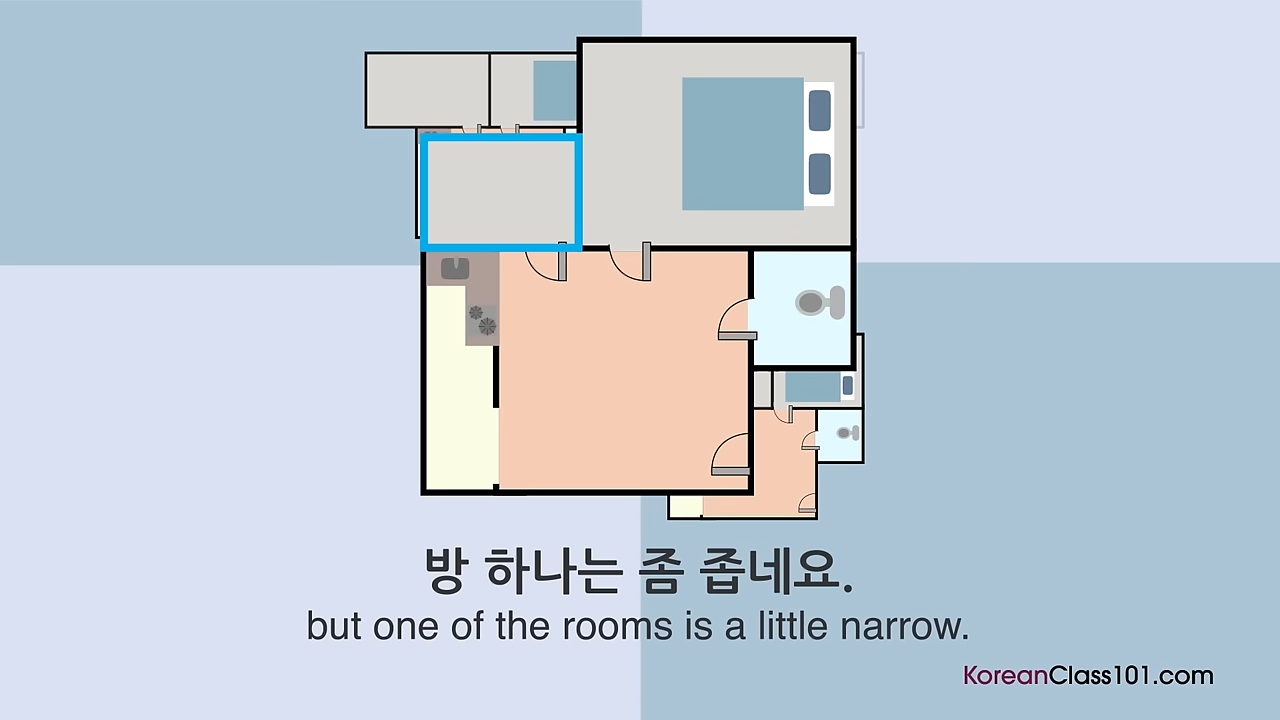 방 하나는 좀 좁네요.
but one of the rooms is a little narrow.
KoreanClass101.com